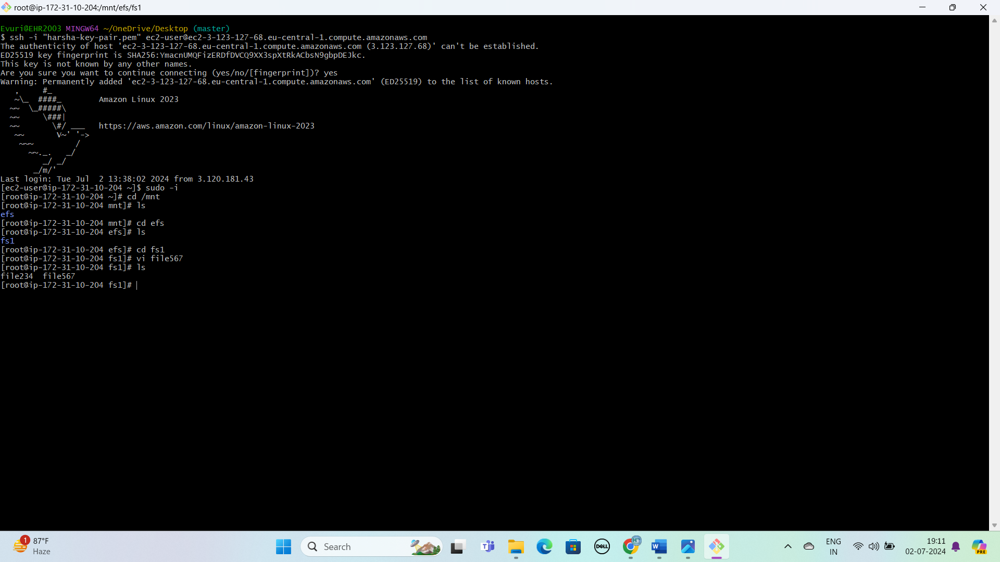 root@ip-172-31-10-204:/mnt/efs/fs1
Evuri@EHR2003 MINGW64 ~/OneDrive/Desktop (master)
$ ssh -i "harsha-key-pair.pem" ec2-user@ec2-3-123-127-68.eu-central-1.compute.amazonaws.com
The authenticity of host 'ec2-3-123-127-68.eu-central-1.compute.amazonaws.com (3.123.127.68)' can't be established.
ED25519 key fingerprint is SHA256:YmacnUMQFizERDfDVCQ9XX3spXtRkACbsN9gbpDEJkc.
This key is not known by any other names.
Are you sure you want to continue connecting (yes/no/[fingerprint])? yes
Warning: Permanently added 'ec2-3-123-127-68.eu-central-1.compute.amazonaws.com' (ED25519) to the list of known hosts.
   ,     #_
   ~\_  ####_        Amazon Linux 2023
  ~~  \_#####\
  ~~     \###|
  ~~       \#/ ___   https://aws.amazon.com/linux/amazon-linux-2023
   ~~       V~' '->
    ~~~         /
      ~~._.   _/
         _/ _/
       _/m/'
Last login: Tue Jul  2 13:38:02 2024 from 3.120.181.43
[ec2-user@ip-172-31-10-204 ~]$ sudo -i
[root@ip-172-31-10-204 ~]# cd /mnt
[root@ip-172-31-10-204 mnt]# ls
efs
[root@ip-172-31-10-204 mnt]# cd efs
[root@ip-172-31-10-204 efs]# ls
fs1
[root@ip-172-31-10-204 efs]# cd fs1
[root@ip-172-31-10-204 fs1]# vi file567
[root@ip-172-31-10-204 fs1]# ls
file234  file567
[root@ip-172-31-10-204 fs1]#
1
87°F
Haze
Search
DELL
W
PRE
ENG
IN
19:11
02-07-2024